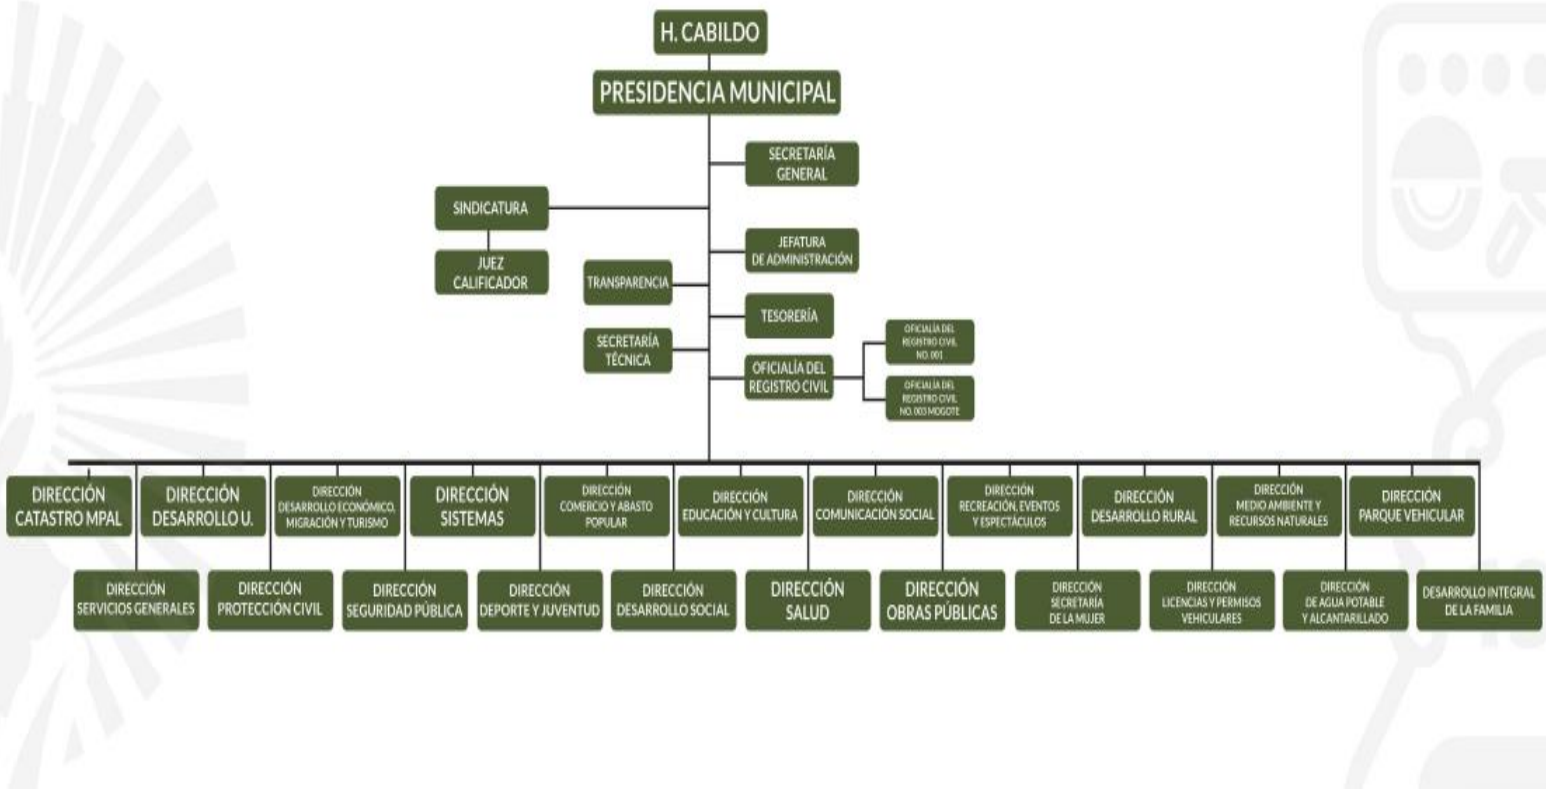 H. CABILDO
PRESIDENCIA MUNICIPAL
SECRETARÍA
GENERAL
SINDICATURA
JUEZ
CALIFICADOR
JEFATURA
DE ADMINISTRACIÓN
TRANSPARENCIA
TESORERÍA
SECRETARÍA
TÉCNICA
OFICIALÍA DEL
REGISTRO CIVIL
OFICIALÍA DEL
REGISTRO CIVIL
NO. 001
OFICIALÍA DEL
REGISTRO CIVIL
NO. 003 MOGOTE
DIRECCIÓN
CATASTRO MPAL
DIRECCIÓN
DESARROLLO U.
DIRECCIÓN
DESARROLLO ECONÓMICO,
MIGRACIÓN Y TURISMO
DIRECCIÓN
SISTEMAS
DIRECCIÓN
COMERCIO Y ABASTO
POPULAR
DIRECCIÓN
EDUCACIÓN Y CULTURA
DIRECCIÓN
COMUNICACIÓN SOCIAL
DIRECCIÓN
RECREACIÓN, EVENTOS
Y ESPECTÁCULOS
DIRECCIÓN
DESARROLLO RURAL
DIRECCIÓN
MEDIO AMBIENTE Y
RECURSOS NATURALES
DIRECCIÓN
PARQUE VEHICULAR
DIRECCIÓN
SERVICIOS GENERALES
DIRECCIÓN
PROTECCIÓN CIVIL
DIRECCIÓN
SEGURIDAD PÚBLICA
DIRECCIÓN
DEPORTE Y JUVENTUD
DIRECCIÓN
DESARROLLO SOCIAL
DIRECCIÓN
SALUD
DIRECCIÓN
OBRAS PÚBLICAS
DIRECCIÓN
SECRETARÍA
DE LA MUJER
DIRECCIÓN
LICENCIAS Y PERMISOS
VEHICULARES
DIRECCIÓN
DE AGUA POTABLE
Y ALCANTARILLADO
DESARROLLO INTEGRAL
DE LA FAMILIA